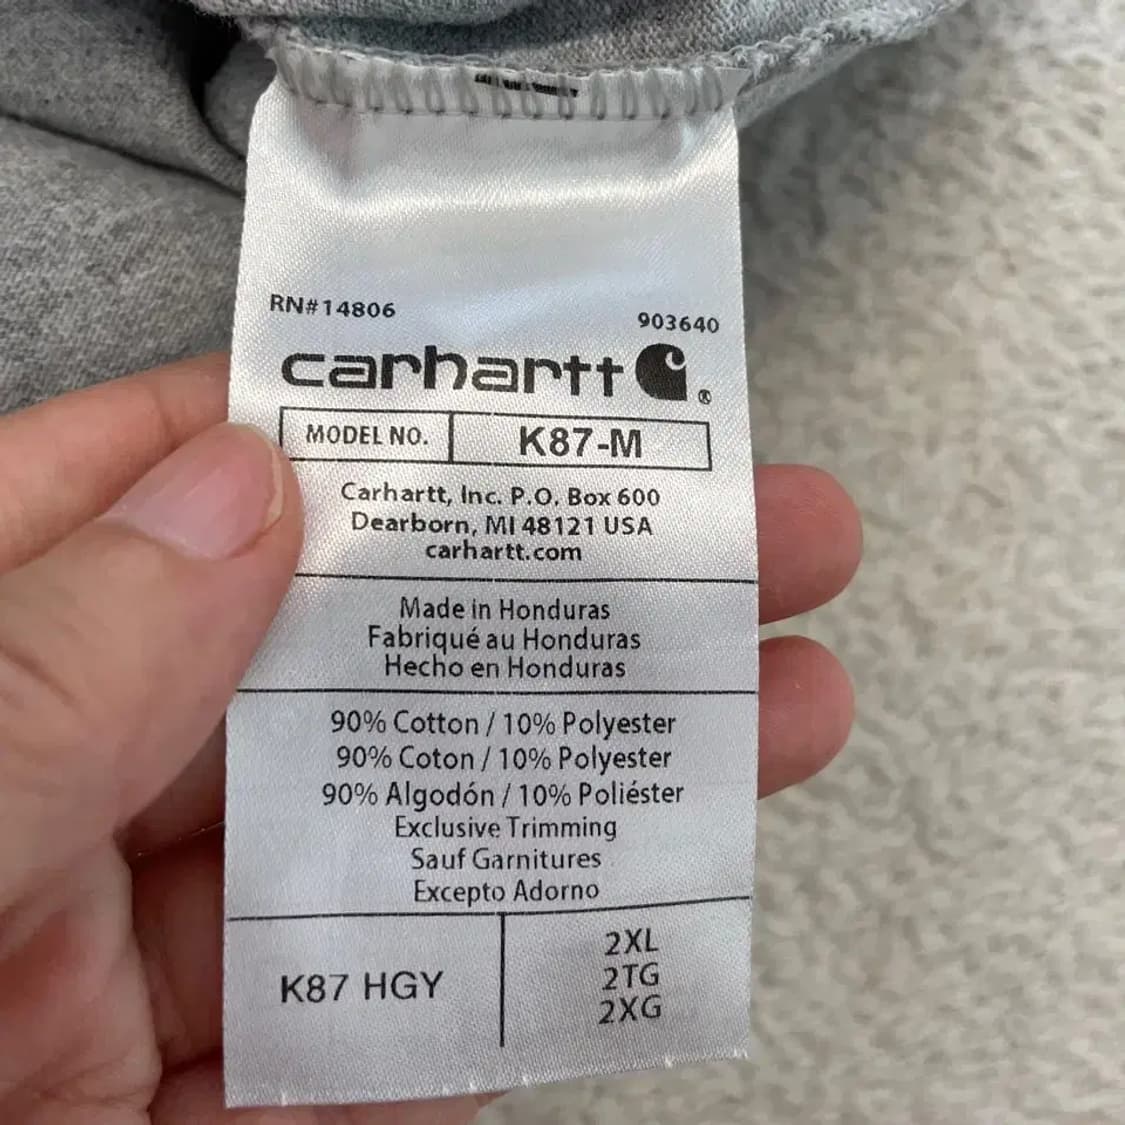 RN#14806
903640
carhartt®
MODEL NO. K87-M
Carhartt, Inc. P.O. Box 600
Dearborn, MI 48121 USA
carhartt.com
Made in Honduras
Fabriqué au Honduras
Hecho en Honduras
90% Cotton / 10% Polyester
90% Coton / 10% Polyester
90% Algodón / 10% Poliéster
Exclusive Trimming
Sauf Garnitures
Excepto Adorno
K87 HGY
2XL
2TG
2XG